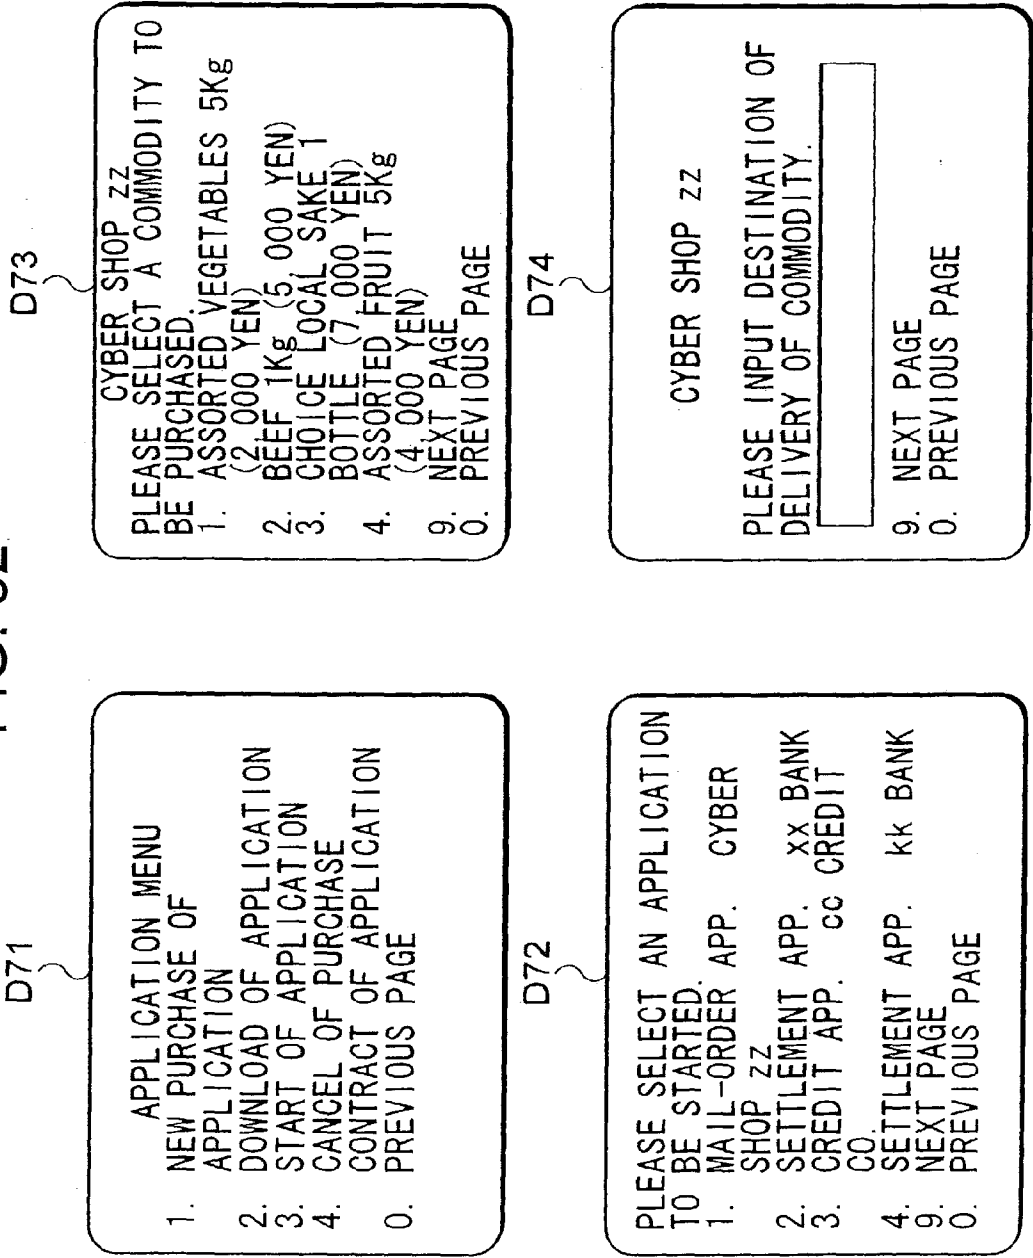 D71
APPLICATION MENU
1. NEW PURCHASE OF
APPLICATION
2. DOWNLOAD OF APPLICATION
3. START OF APPLICATION
4. CANCEL OF PURCHASE
CONTRACT OF APPLICATION
0. PREVIOUS PAGE
D72
PLEASE SELECT AN APPLICATION
TO BE STARTED.
1. MAIL-ORDER APP. CYBER
SHOP zz
2. SETTLEMENT APP. xx BANK
3. CREDIT APP. cc CREDIT
CO.
4. SETTLEMENT APP. kk BANK
9. NEXT PAGE
0. PREVIOUS PAGE
D73
CYBER SHOP zz
PLEASE SELECT A COMMODITY TO
BE PURCHASED.
1. ASSORTED VEGETABLES 5Kg
(2,000 YEN)
2. BEEF 1Kg (5,000 YEN)
3. CHOICE LOCAL SAKE 1
BOTTLE (7,000 YEN)
4. ASSORTED FRUIT 5Kg
(4,000 YEN)
9. NEXT PAGE
0. PREVIOUS PAGE
D74
CYBER SHOP zz
PLEASE INPUT DESTINATION OF
DELIVERY OF COMMODITY.
9. NEXT PAGE
0. PREVIOUS PAGE